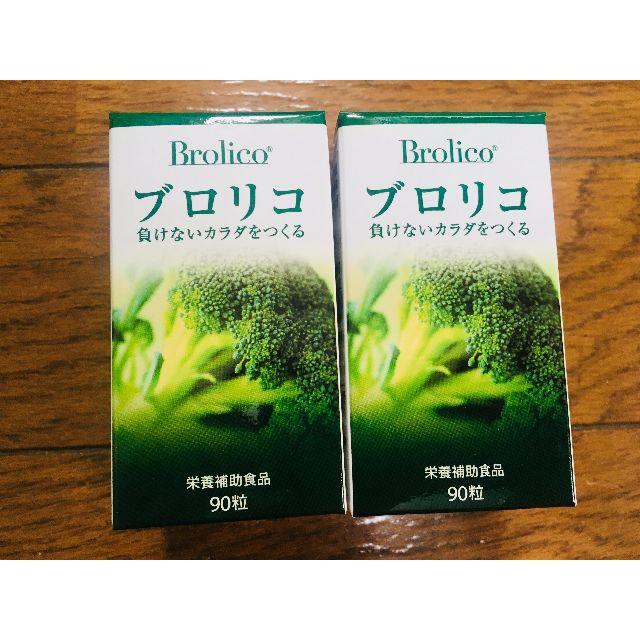 Brolico®
ブロリコ
負けないカラダをつくる
栄養補助食品
90粒
Brolico®
ブロリコ
負けないカラダをつくる
栄養補助食品
90粒